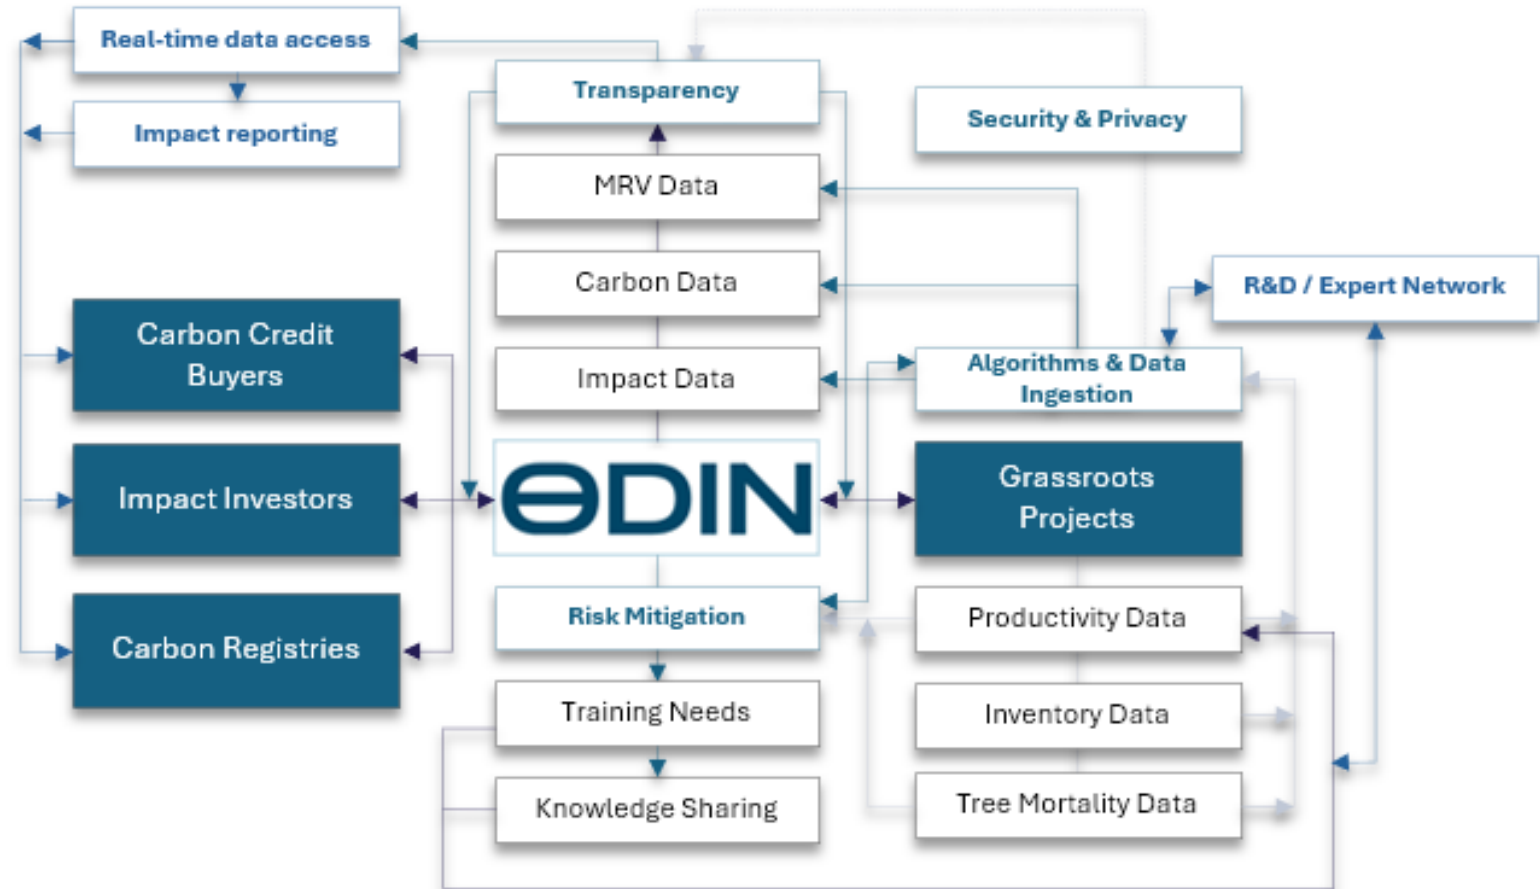 Real-time data access
Impact reporting
Transparency
Security & Privacy
MRV Data
Carbon Data
Impact Data
R&D / Expert Network
Algorithms & Data
Ingestion
Carbon Credit
Buyers
Impact Investors
Carbon Registries
ODIN
Grassroots
Projects
Risk Mitigation
Training Needs
Knowledge Sharing
Productivity Data
Inventory Data
Tree Mortality Data